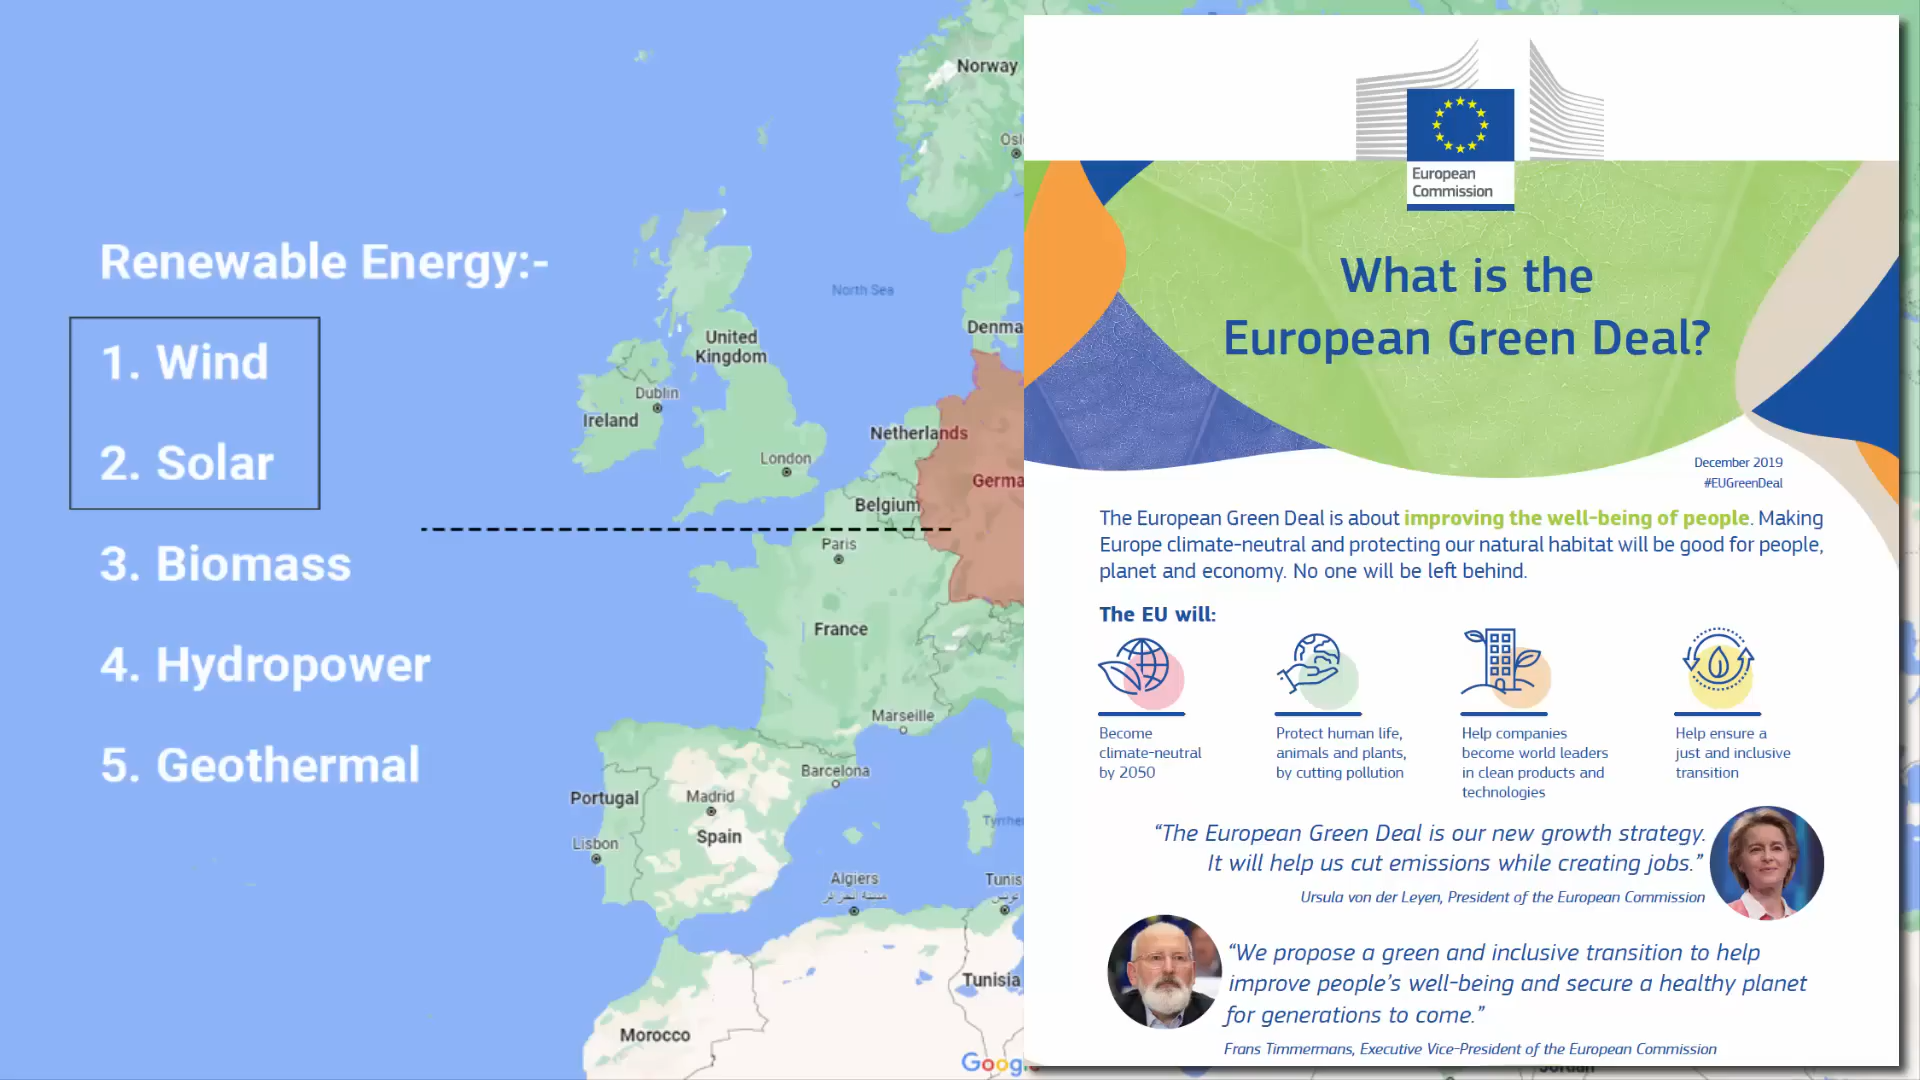 Renewable Energy:-
1. Wind
2. Solar
3. Biomass
4. Hydropower
5. Geothermal
Norway
North Sea
United
Kingdom
Dublin
Ireland
London
Netherlands
Belgium
Paris
France
Marseille
Barcelona
Portugal
Madrid
Spain
Lisbon
Algiers
Tunis
Tunisia
Morocco
European
Commission
What is the
European Green Deal?
December 2019
#EUGreenDeal
The European Green Deal is about improving the well-being of people. Making
Europe climate-neutral and protecting our natural habitat will be good for people,
planet and economy. No one will be left behind.
The EU will:
Become
climate-neutral
by 2050
Protect human life,
animals and plants,
by cutting pollution
Help companies
become world leaders
in clean products and
technologies
Help ensure a
just and inclusive
transition
“The European Green Deal is our new growth strategy.
It will help us cut emissions while creating jobs.”
Ursula von der Leyen, President of the European Commission
“We propose a green and inclusive transition to help
improve people’s well-being and secure a healthy planet
for generations to come.”
Frans Timmermans, Executive Vice-President of the European Commission